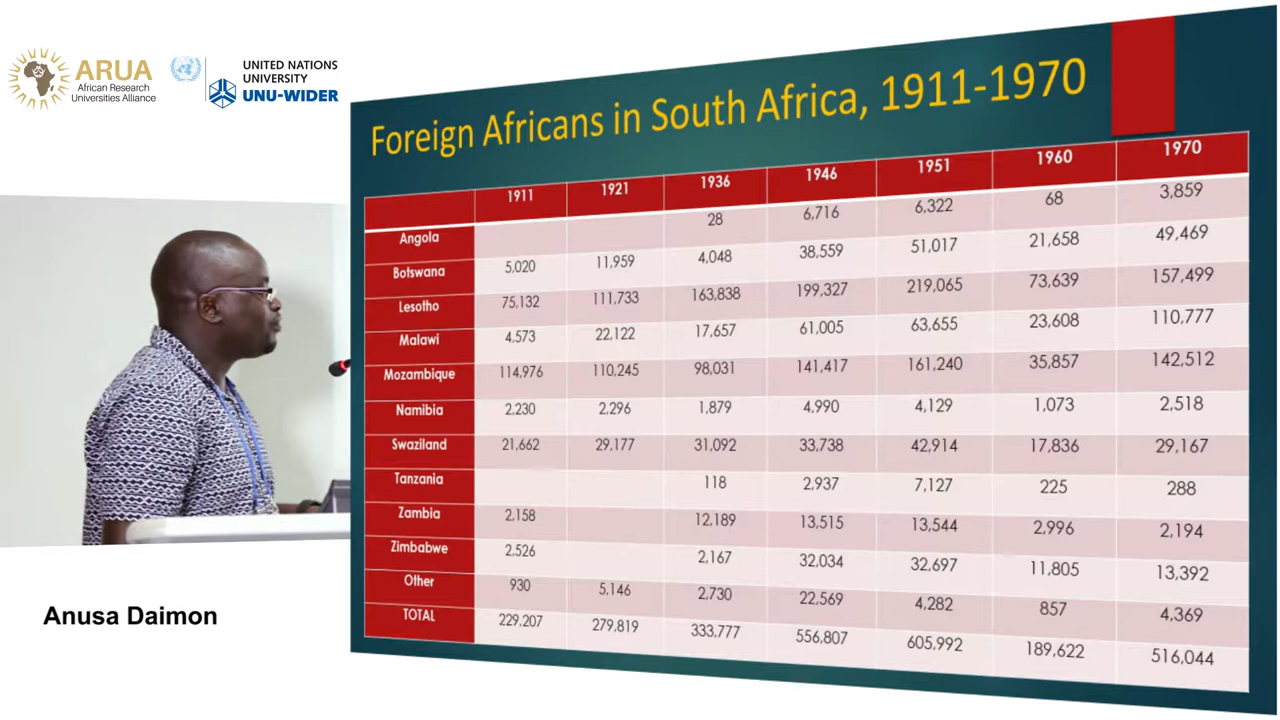 ARUA
African Research
Universities Alliance
UNITED NATIONS
UNIVERSITY
UNU-WIDER
Foreign Africans in South Africa, 1911-1970
1911 1921 1936 1946 1951 1960 1970
Angola 28 6,716 6,322 68 3,859
Botswana 5,020 11,959 4,048 38,559 51,017 21,658 49,469
Lesotho 75,132 111,733 163,838 199,327 219,065 73,639 157,499
Malawi 4,573 22,122 17,657 61,005 63,655 23,608 110,777
Mozambique 114,976 110,245 98,031 141,417 161,240 35,857 142,512
Namibia 2,230 2,296 1,879 4,990 4,129 1,073 2,518
Swaziland 21,662 29,177 31,092 33,738 42,914 17,836 29,167
Tanzania 118 2,937 7,127 225 288
Zambia 2,158 12,189 13,515 13,544 2,996 2,194
Zimbabwe 2,526 2,167 32,034 32,697 11,805 13,392
Other 930 5,146 2,730 22,569 4,282 857 4,369
TOTAL 229,207 279,819 333,777 556,807 605,992 189,622 516,044
Anusa Daimon